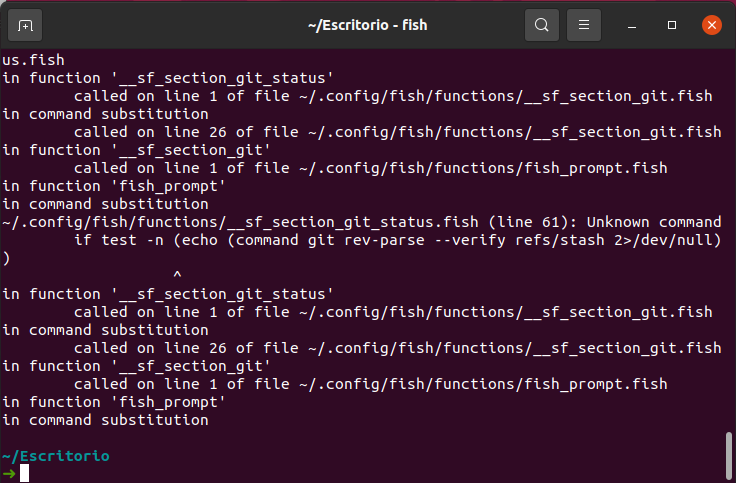 ~/Escritorio - fish
us.fish
in function '__sf_section_git_status'
        called on line 1 of file ~/.config/fish/functions/__sf_section_git.fish
in command substitution
        called on line 26 of file ~/.config/fish/functions/__sf_section_git.fish
in function '__sf_section_git'
        called on line 1 of file ~/.config/fish/functions/fish_prompt.fish
in function 'fish_prompt'
in command substitution
~/.config/fish/functions/__sf_section_git_status.fish (line 61): Unknown command
        if test -n (echo (command git rev-parse --verify refs/stash 2>/dev/null)
)
                   ^
in function '__sf_section_git_status'
        called on line 1 of file ~/.config/fish/functions/__sf_section_git.fish
in command substitution
        called on line 26 of file ~/.config/fish/functions/__sf_section_git.fish
in function '__sf_section_git'
        called on line 1 of file ~/.config/fish/functions/fish_prompt.fish
in function 'fish_prompt'
in command substitution
~/Escritorio
➜